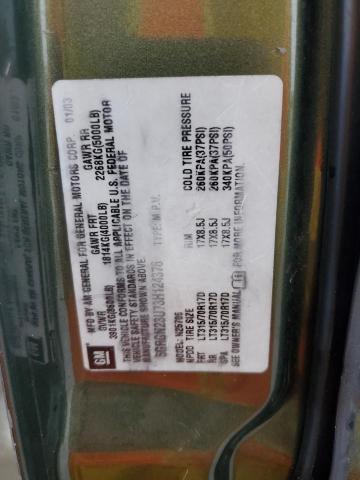 GM
MFD BY AM GENERAL FOR GENERAL MOTORS CORP. 01/03
GVWR GAWR FRT GAWR RR
3901KG(8600LB) 1814KG(4000LB) 2268KG(5000LB)
THIS VEHICLE CONFORMS TO ALL APPLICABLE U.S. FEDERAL MOTOR
VEHICLE SAFETY STANDARDS IN EFFECT ON THE DATE OF
MANUFACTURE SHOWN ABOVE.
5GRGN23U73H124376 TYPE: M.P.V.
MODEL: N25706
TIRE SIZE RIM COLD TIRE PRESSURE
FRT LT315/70R17D 17X8.5J 260KPA(37PSI)
RR LT315/70R17D 17X8.5J 260KPA(37PSI)
SPA LT315/70R17D 17X8.5J 340KPA(50PSI)
SEE OWNER'S MANUAL FOR MORE INFORMATION.